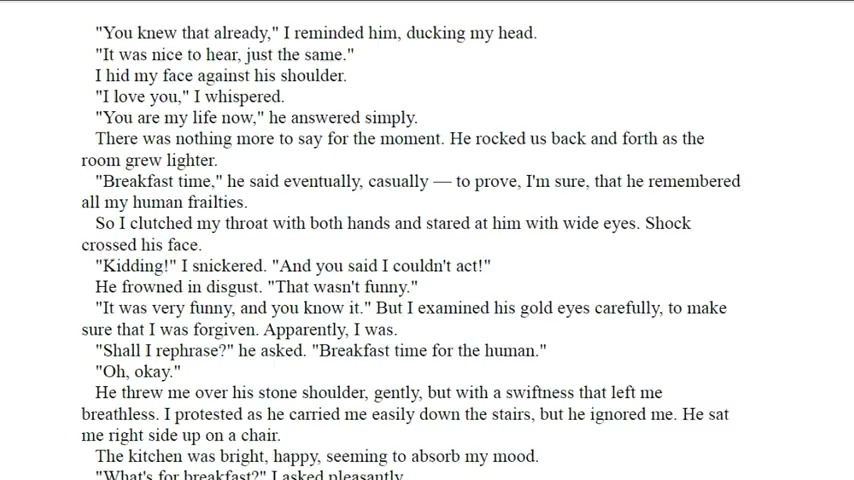 "You knew that already," I reminded him, ducking my head.
"It was nice to hear, just the same."
I hid my face against his shoulder.
"I love you," I whispered.
"You are my life now," he answered simply.
There was nothing more to say for the moment. He rocked us back and forth as the
room grew lighter.
"Breakfast time," he said eventually, casually — to prove, I'm sure, that he remembered
all my human frailties.
So I clutched my throat with both hands and stared at him with wide eyes. Shock
crossed his face.
"Kidding!" I snickered. "And you said I couldn't act!"
He frowned in disgust. "That wasn't funny."
"It was very funny, and you know it." But I examined his gold eyes carefully, to make
sure that I was forgiven. Apparently, I was.
"Shall I rephrase?" he asked. "Breakfast time for the human."
"Oh, okay."
He threw me over his stone shoulder, gently, but with a swiftness that left me
breathless. I protested as he carried me easily down the stairs, but he ignored me. He sat
me right side up on a chair.
The kitchen was bright, happy, seeming to absorb my mood.
"What's for breakfast?" I asked pleasantly.